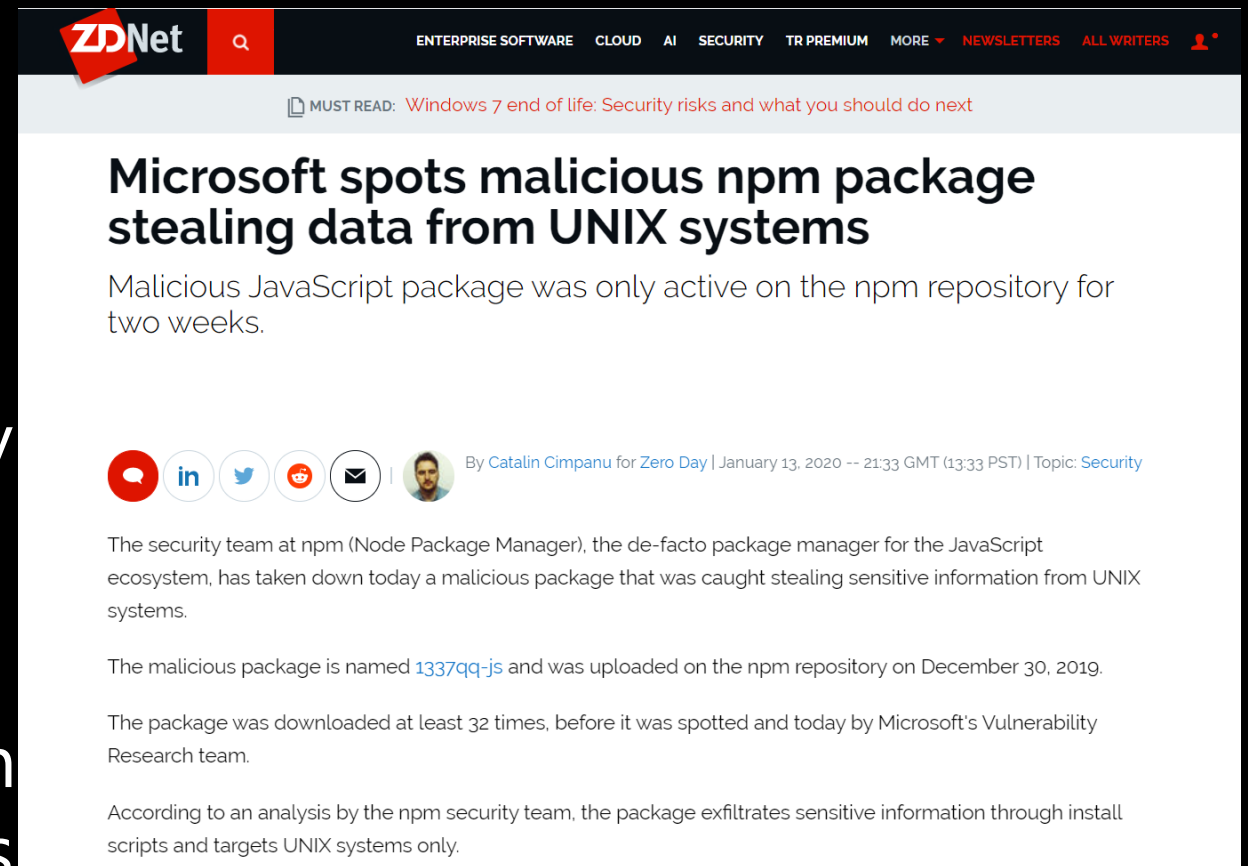 ZDNet
ENTERPRISE SOFTWARE CLOUD AI SECURITY TR PREMIUM MORE NEWSLETTERS ALL WRITERS
MUST READ: Windows 7 end of life: Security risks and what you should do next
Microsoft spots malicious npm package
stealing data from UNIX systems
Malicious JavaScript package was only active on the npm repository for
two weeks.
in
By Catalin Cimpanu for Zero Day | January 13, 2020 -- 21:33 GMT (13:33 PST) | Topic: Security
The security team at npm (Node Package Manager), the de-facto package manager for the JavaScript
ecosystem, has taken down today a malicious package that was caught stealing sensitive information from UNIX
systems.
The malicious package is named 1337qq-js and was uploaded on the npm repository on December 30, 2019.
The package was downloaded at least 32 times, before it was spotted and today by Microsoft's Vulnerability
Research team.
According to an analysis by the npm security team, the package exfiltrates sensitive information through install
scripts and targets UNIX systems only.